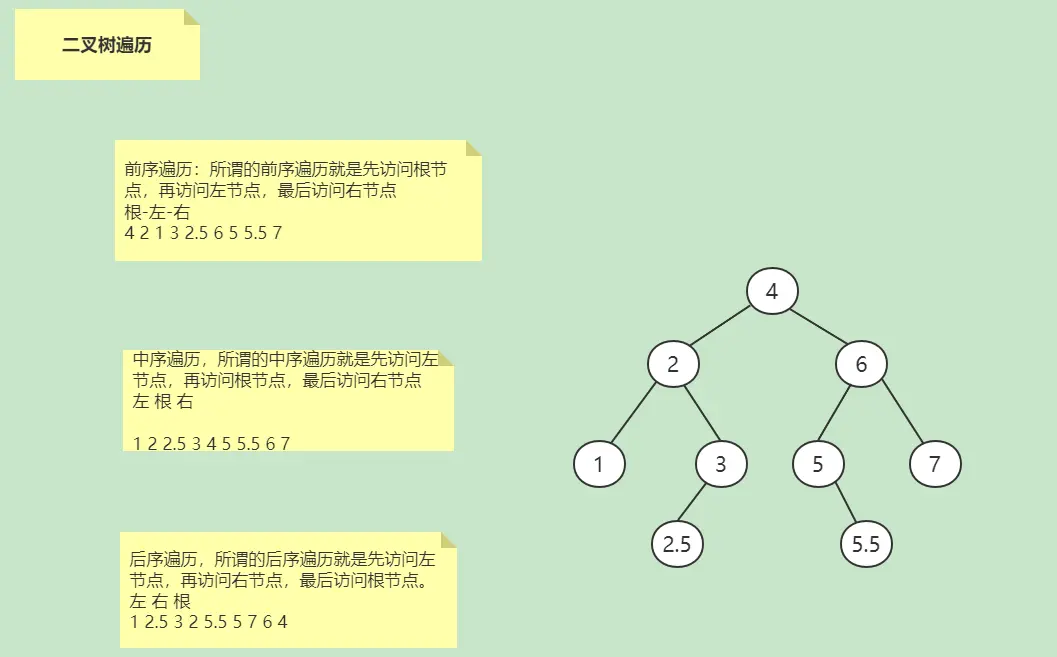 二叉树遍历
前序遍历：所谓的前序遍历就是先访问根节
点，再访问左节点，最后访问右节点
根-左-右
4 2 1 3 2.5 6 5 5.5 7
中序遍历，所谓的中序遍历就是先访问左
节点，再访问根节点，最后访问右节点
左 根 右
1 2 2.5 3 4 5 5.5 6 7
后序遍历，所谓的后序遍历就是先访问左
节点，再访问右节点，最后访问根节点。
左 右 根
1 2.5 3 2 5.5 5 7 6 4
4
2 6
1 3 5 7
2.5 5.5